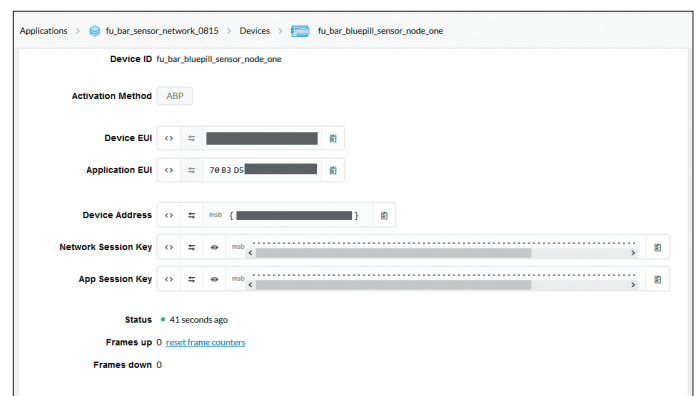 Applications > fu_bar_sensor_network_0815 > Devices > fu_bar_bluepill_sensor_node_one
Device ID fu_bar_bluepill_sensor_node_one
Activation Method ABP
Device EUI <>
Application EUI <> 70 B3 D5
Device Address <> msb { }
Network Session Key <> msb
App Session Key <> msb
Status 41 seconds ago
Frames up 0 reset frame counters
Frames down 0